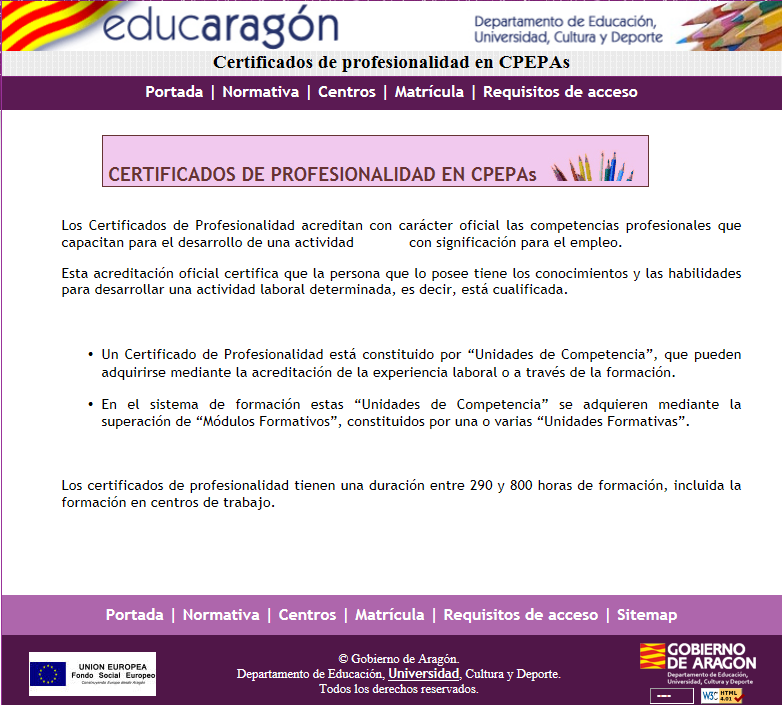 educaragón
Departamento de Educación,
Universidad, Cultura y Deporte
Certificados de profesionalidad en CPEPAs
Portada | Normativa | Centros | Matrícula | Requisitos de acceso
CERTIFICADOS DE PROFESIONALIDAD EN CPEPAs
Los Certificados de Profesionalidad acreditan con carácter oficial las competencias profesionales que
capacitan para el desarrollo de una actividad con significación para el empleo.
Esta acreditación oficial certifica que la persona que lo posee tiene los conocimientos y las habilidades
para desarrollar una actividad laboral determinada, es decir, está cualificada.
• Un Certificado de Profesionalidad está constituido por “Unidades de Competencia”, que pueden
adquirirse mediante la acreditación de la experiencia laboral o a través de la formación.
• En el sistema de formación estas “Unidades de Competencia” se adquieren mediante la
superación de “Módulos Formativos”, constituidos por una o varias “Unidades Formativas”.
Los certificados de profesionalidad tienen una duración entre 290 y 800 horas de formación, incluida la
formación en centros de trabajo.
Portada | Normativa | Centros | Matrícula | Requisitos de acceso | Sitemap
UNION EUROPEA
Fondo Social Europeo
Construyendo Europa desde Aragón
© Gobierno de Aragón.
Departamento de Educación, Universidad, Cultura y Deporte.
Todos los derechos reservados.
GOBIERNO
DE ARAGON
Departamento de Educación,
Universidad, Cultura y Deporte
W3C HTML 4.01